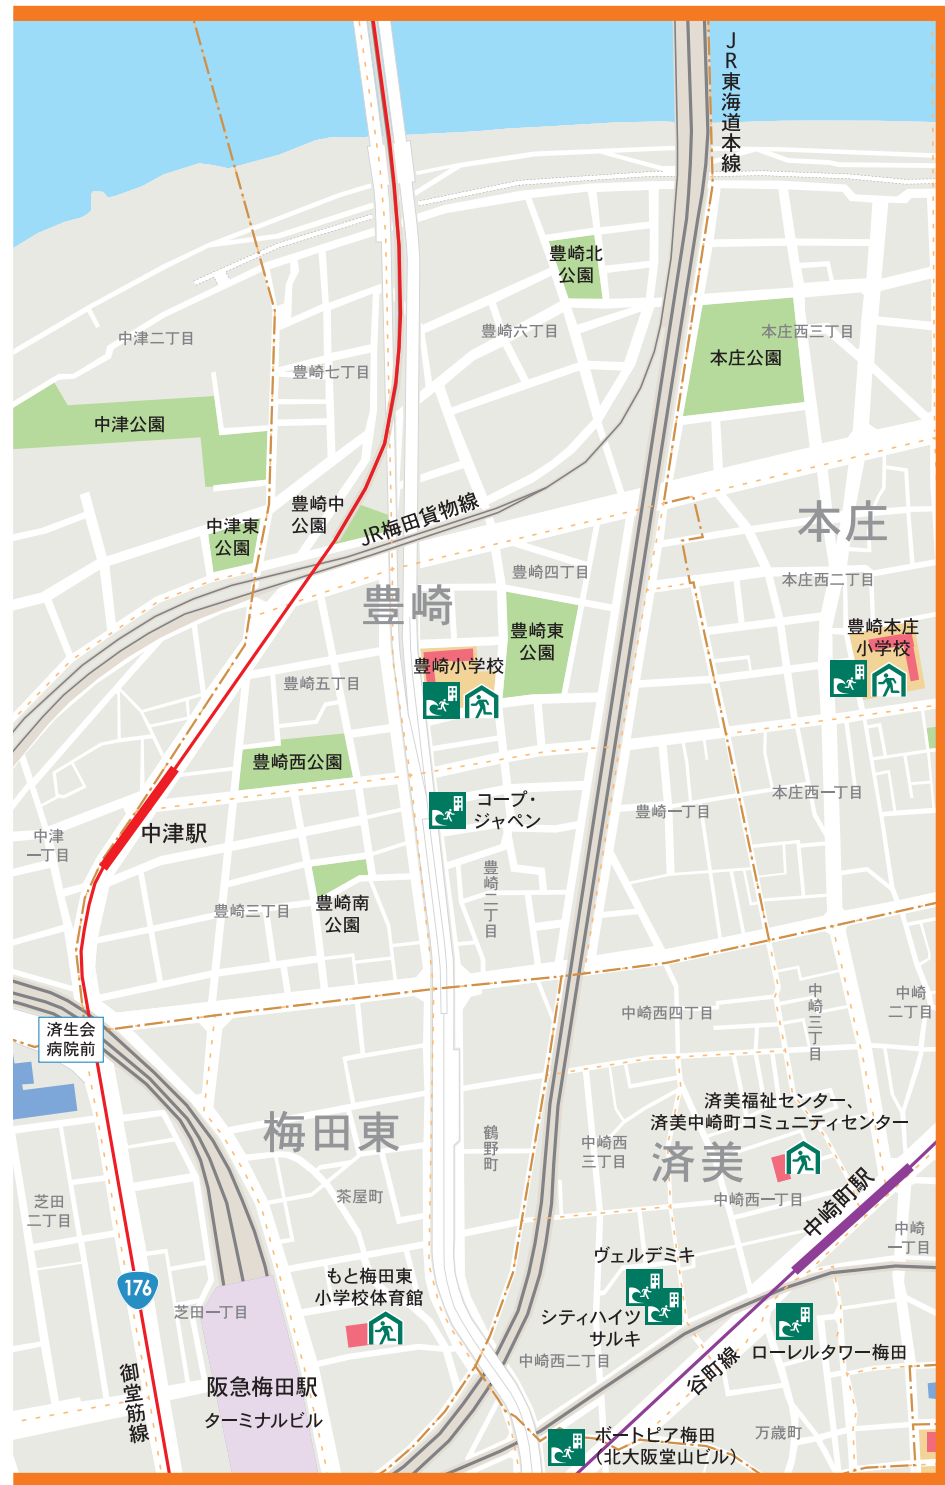 JR東海道本線
豊崎北
公園
中津二丁目
豊崎六丁目
本庄西三丁目
本庄公園
豊崎七丁目
中津公園
豊崎中
公園
JR梅田貨物線
中津東
公園
本庄
豊崎四丁目
本庄西二丁目
豊崎
豊崎東
公園
豊崎本庄
小学校
豊崎小学校
豊崎五丁目
豊崎西公園
コープ・
ジャペン
本庄西一丁目
豊崎一丁目
中津駅
中津
一丁目
豊崎二丁目
豊崎三丁目
豊崎南
公園
中崎西四丁目
中崎三丁目
中崎
二丁目
済生会
病院前
済美福祉センター、
済美中崎町コミュニティセンター
梅田東
鶴野町
中崎西
三丁目
済美
中崎西一丁目
中崎町駅
茶屋町
芝田
二丁目
中崎
一丁目
ヴェルデミキ
もと梅田東
小学校体育館
176
芝田一丁目
シティハイツ
サルキ
ローレルタワー梅田
中崎西二丁目
谷町線
御堂筋線
阪急梅田駅
ターミナルビル
ボートピア梅田
（北大阪堂山ビル）
万歳町